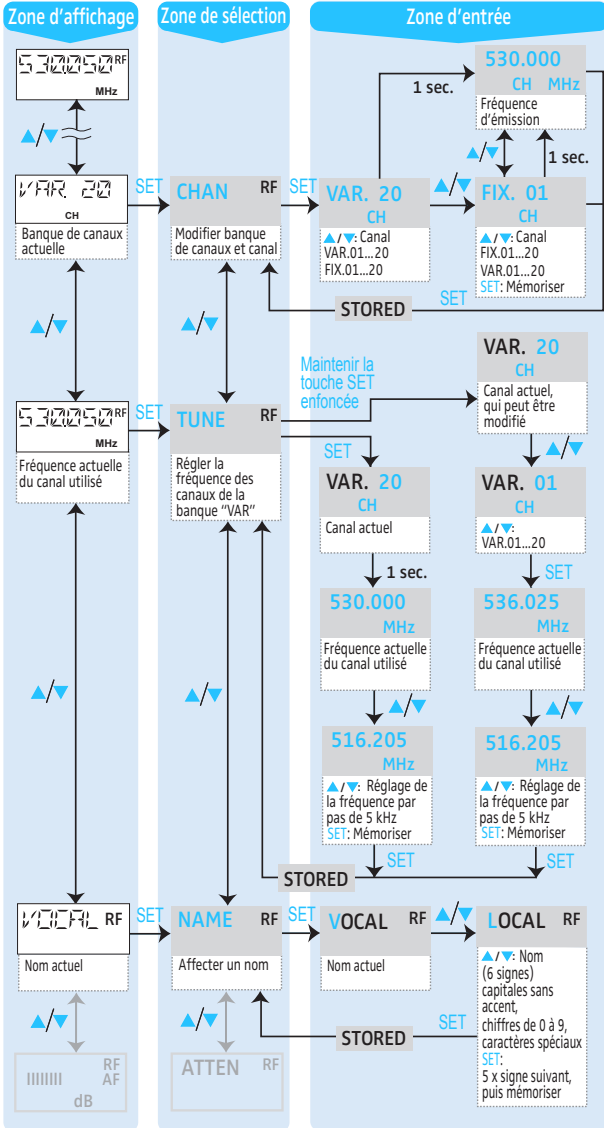 Zone d'affichage
Zone de sélection
Zone d'entrée
530.050 RF
MHz
▲/▼
1 sec.
530.000
CH MHz
Fréquence
d'émission
▲/▼
1 sec.
VAR. 20
CH
Banque de canaux
actuelle
SET
CHAN RF
Modifier banque
de canaux et canal
SET
VAR. 20
CH
▲/▼: Canal
VAR.01...20
FIX.01...20
▲/▼
FIX. 01
CH
▲/▼: Canal
FIX.01...20
VAR.01...20
SET: Mémoriser
STORED
SET
▲/▼
▲/▼
530.050 RF
MHz
Fréquence actuelle
du canal utilisé
SET
TUNE RF
Régler la
fréquence des
canaux de la
banque "VAR"
Maintenir la
touche SET
enfoncée
VAR. 20
CH
Canal actuel,
qui peut être
modifié
▲/▼
SET
VAR. 20
CH
Canal actuel
VAR. 01
CH
▲/▼:
VAR.01...20
1 sec.
SET
530.000
MHz
Fréquence actuelle
du canal utilisé
536.025
MHz
Fréquence actuelle
du canal utilisé
▲/▼
▲/▼
▲/▼
▲/▼
516.205
MHz
▲/▼: Réglage de
la fréquence par
pas de 5 kHz
SET: Mémoriser
516.205
MHz
▲/▼: Réglage de
la fréquence par
pas de 5 kHz
SET: Mémoriser
SET
SET
STORED
VOCAL RF
Nom actuel
SET
NAME RF
Affecter un nom
SET
VOCAL RF
Nom actuel
▲/▼
LOCAL RF
▲/▼: Nom
(6 signes)
capitales sans
accent,
chiffres de 0 à 9,
caractères spéciaux
SET:
5 x signe suivant,
puis mémoriser
▲/▼
▲/▼
STORED
SET
RF
AF
dB
ATTEN RF